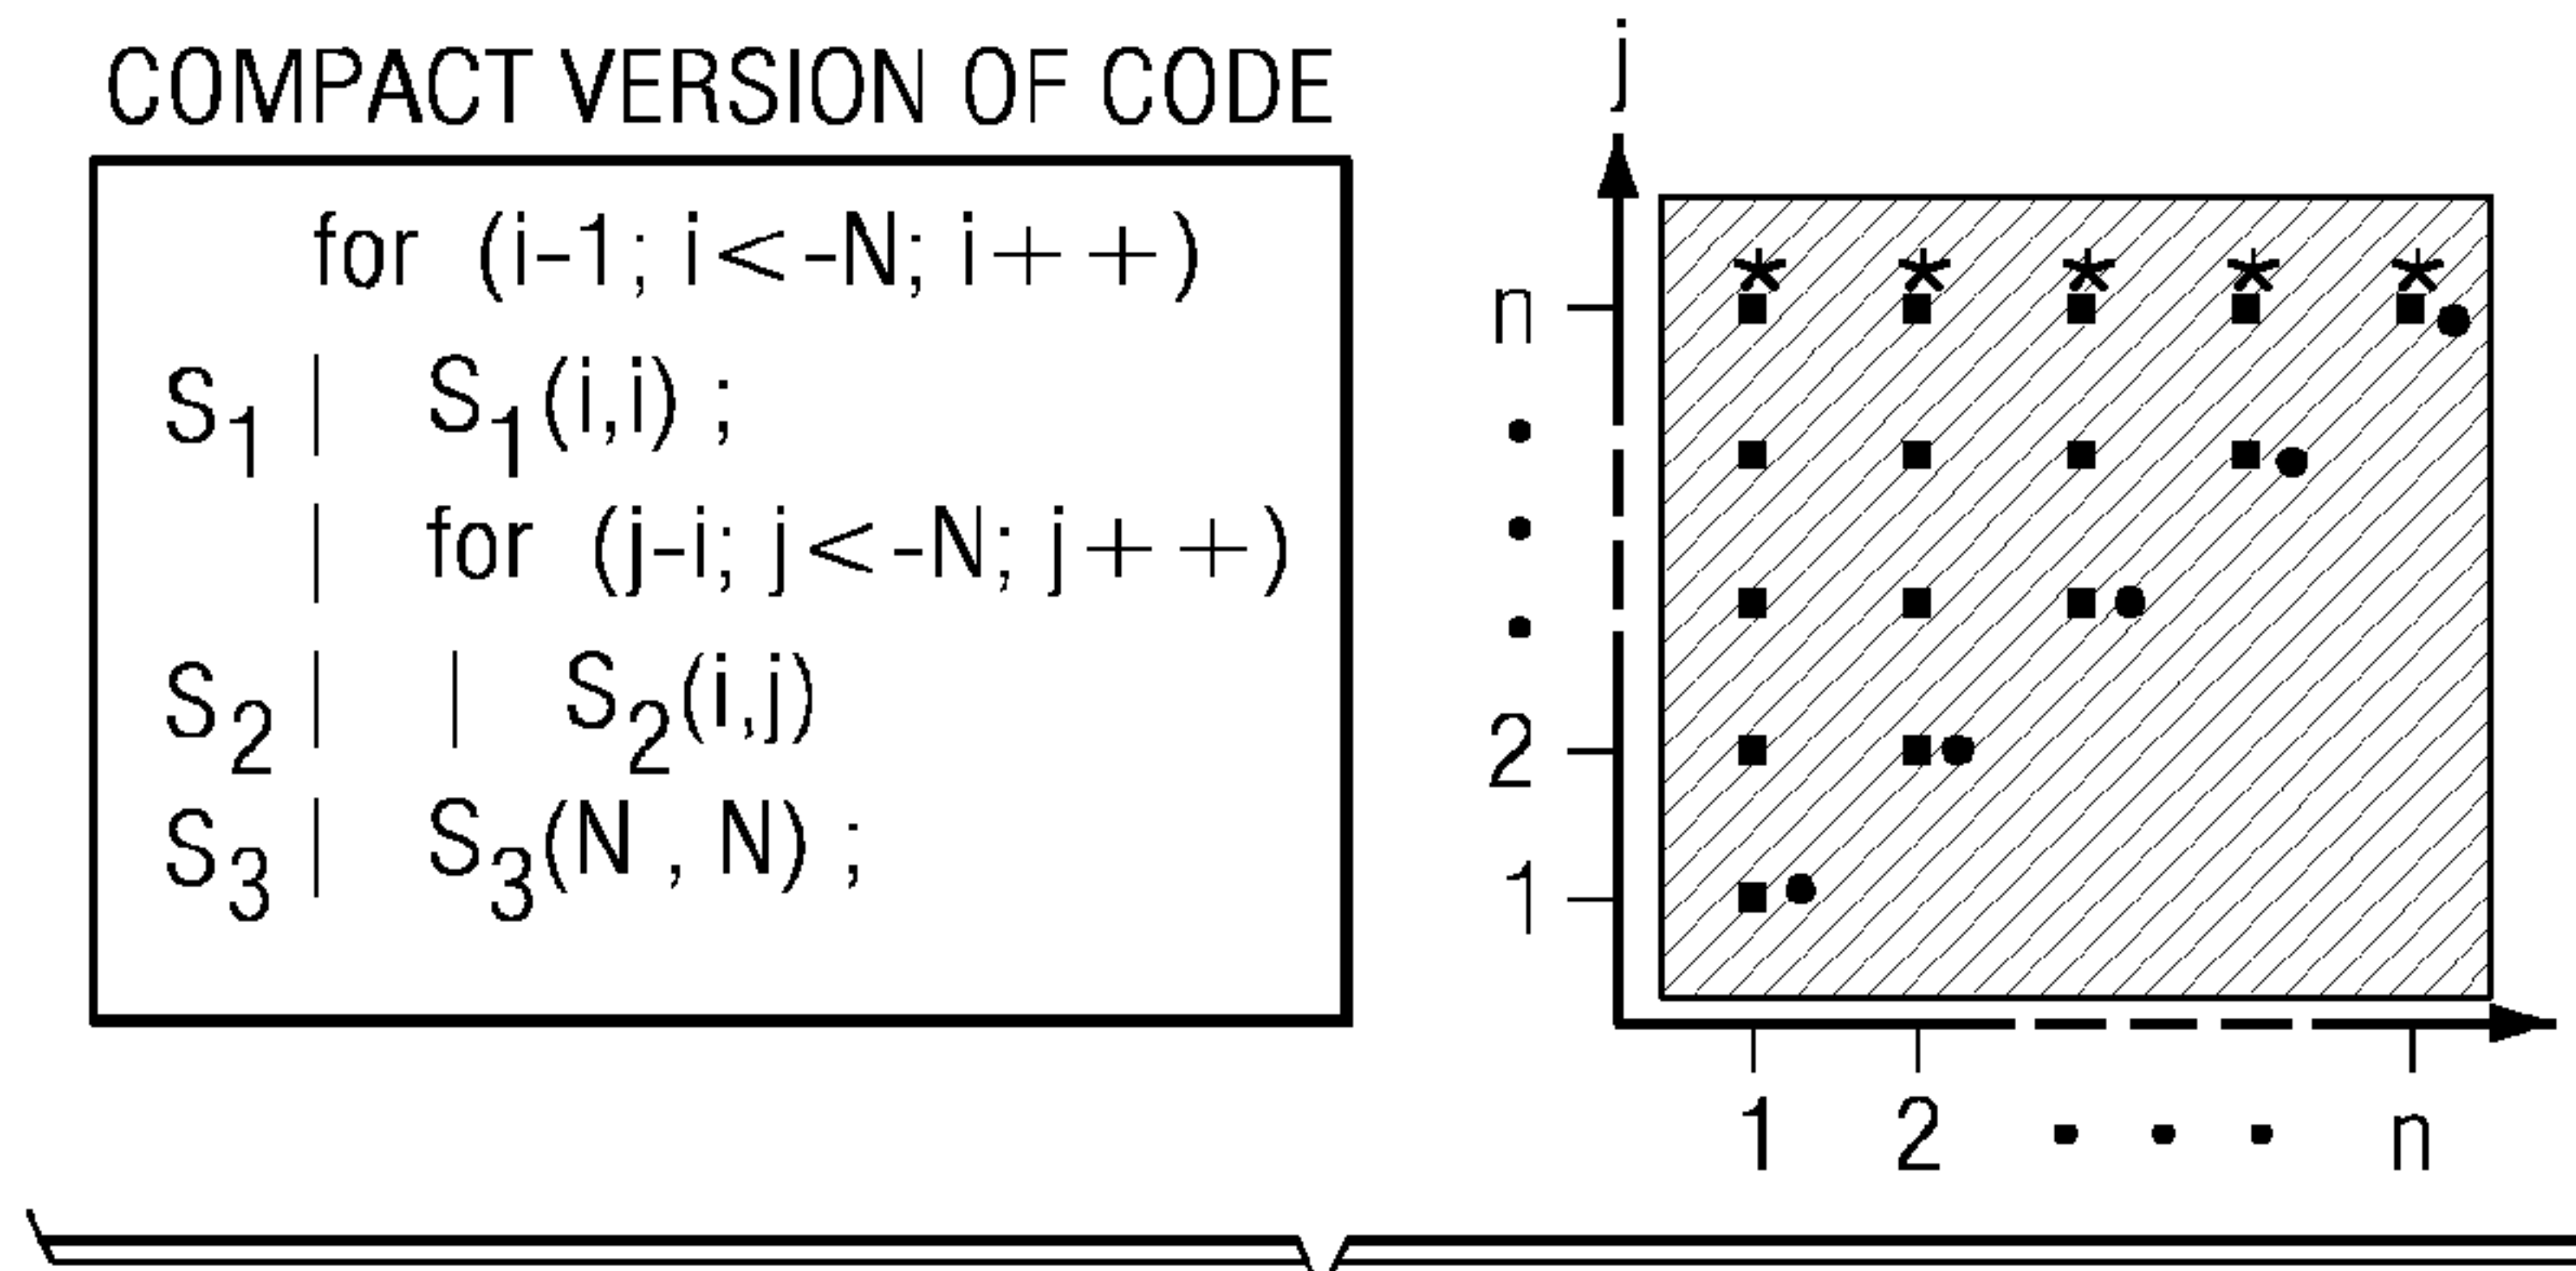 COMPACT VERSION OF CODE
for (i-1; i<-N; i++)
S1 | S1(i,i) ;
| for (j-i; j<-N; j++)
S2 | | S2(i,j)
S3 | S3(N , N) ;
j
n
2
1
1 2 • • • n